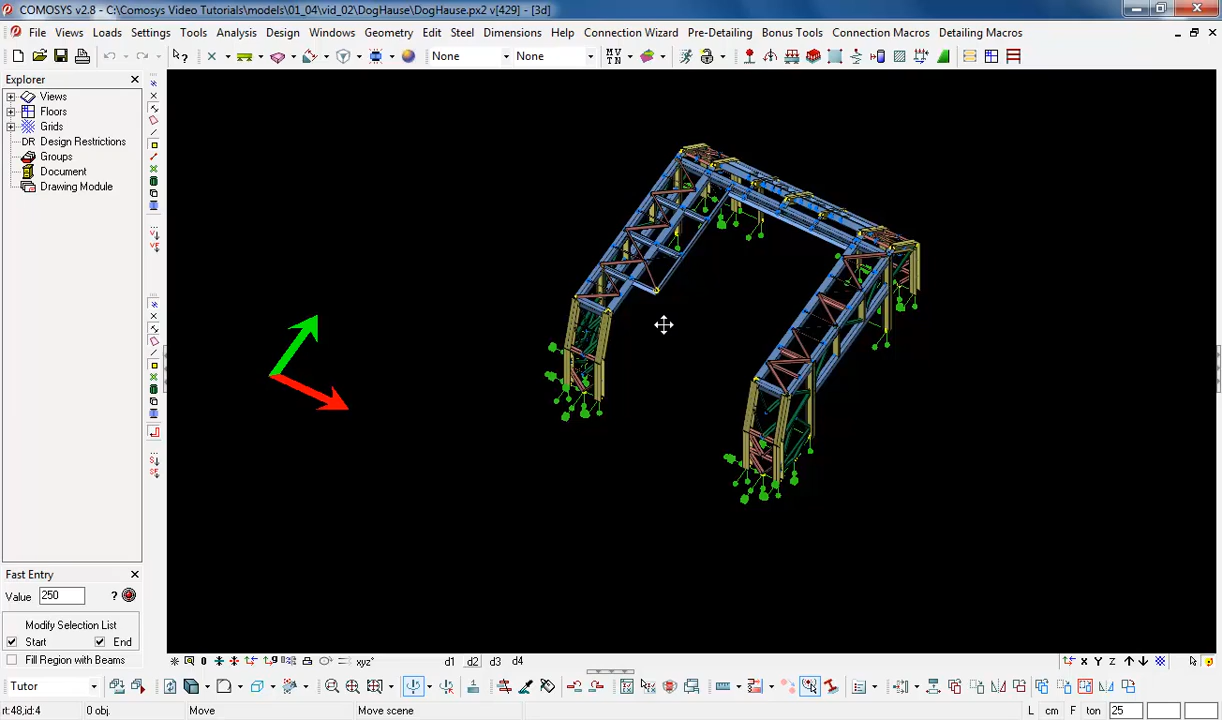 COMOSYS v2.8 - C:\Comosys Video Tutorials\models\01_04\vid_02\DogHause\DogHause.px2 v[429] - [3d]
File Views Loads Settings Tools Analysis Design Windows Geometry Edit Steel Dimensions Help Connection Wizard Pre-Detailing Bonus Tools Connection Macros Detailing Macros
None None
Explorer
Views
Floors
Grids
DR Design Restrictions
Groups
Document
Drawing Module
Fast Entry
Value 250 ?
Modify Selection List
Start End
Fill Region with Beams
xyz° d1 d2 d3 d4 X Y Z
Tutor
rt:48,id:4 0 obj. Move Move scene L cm F ton 25